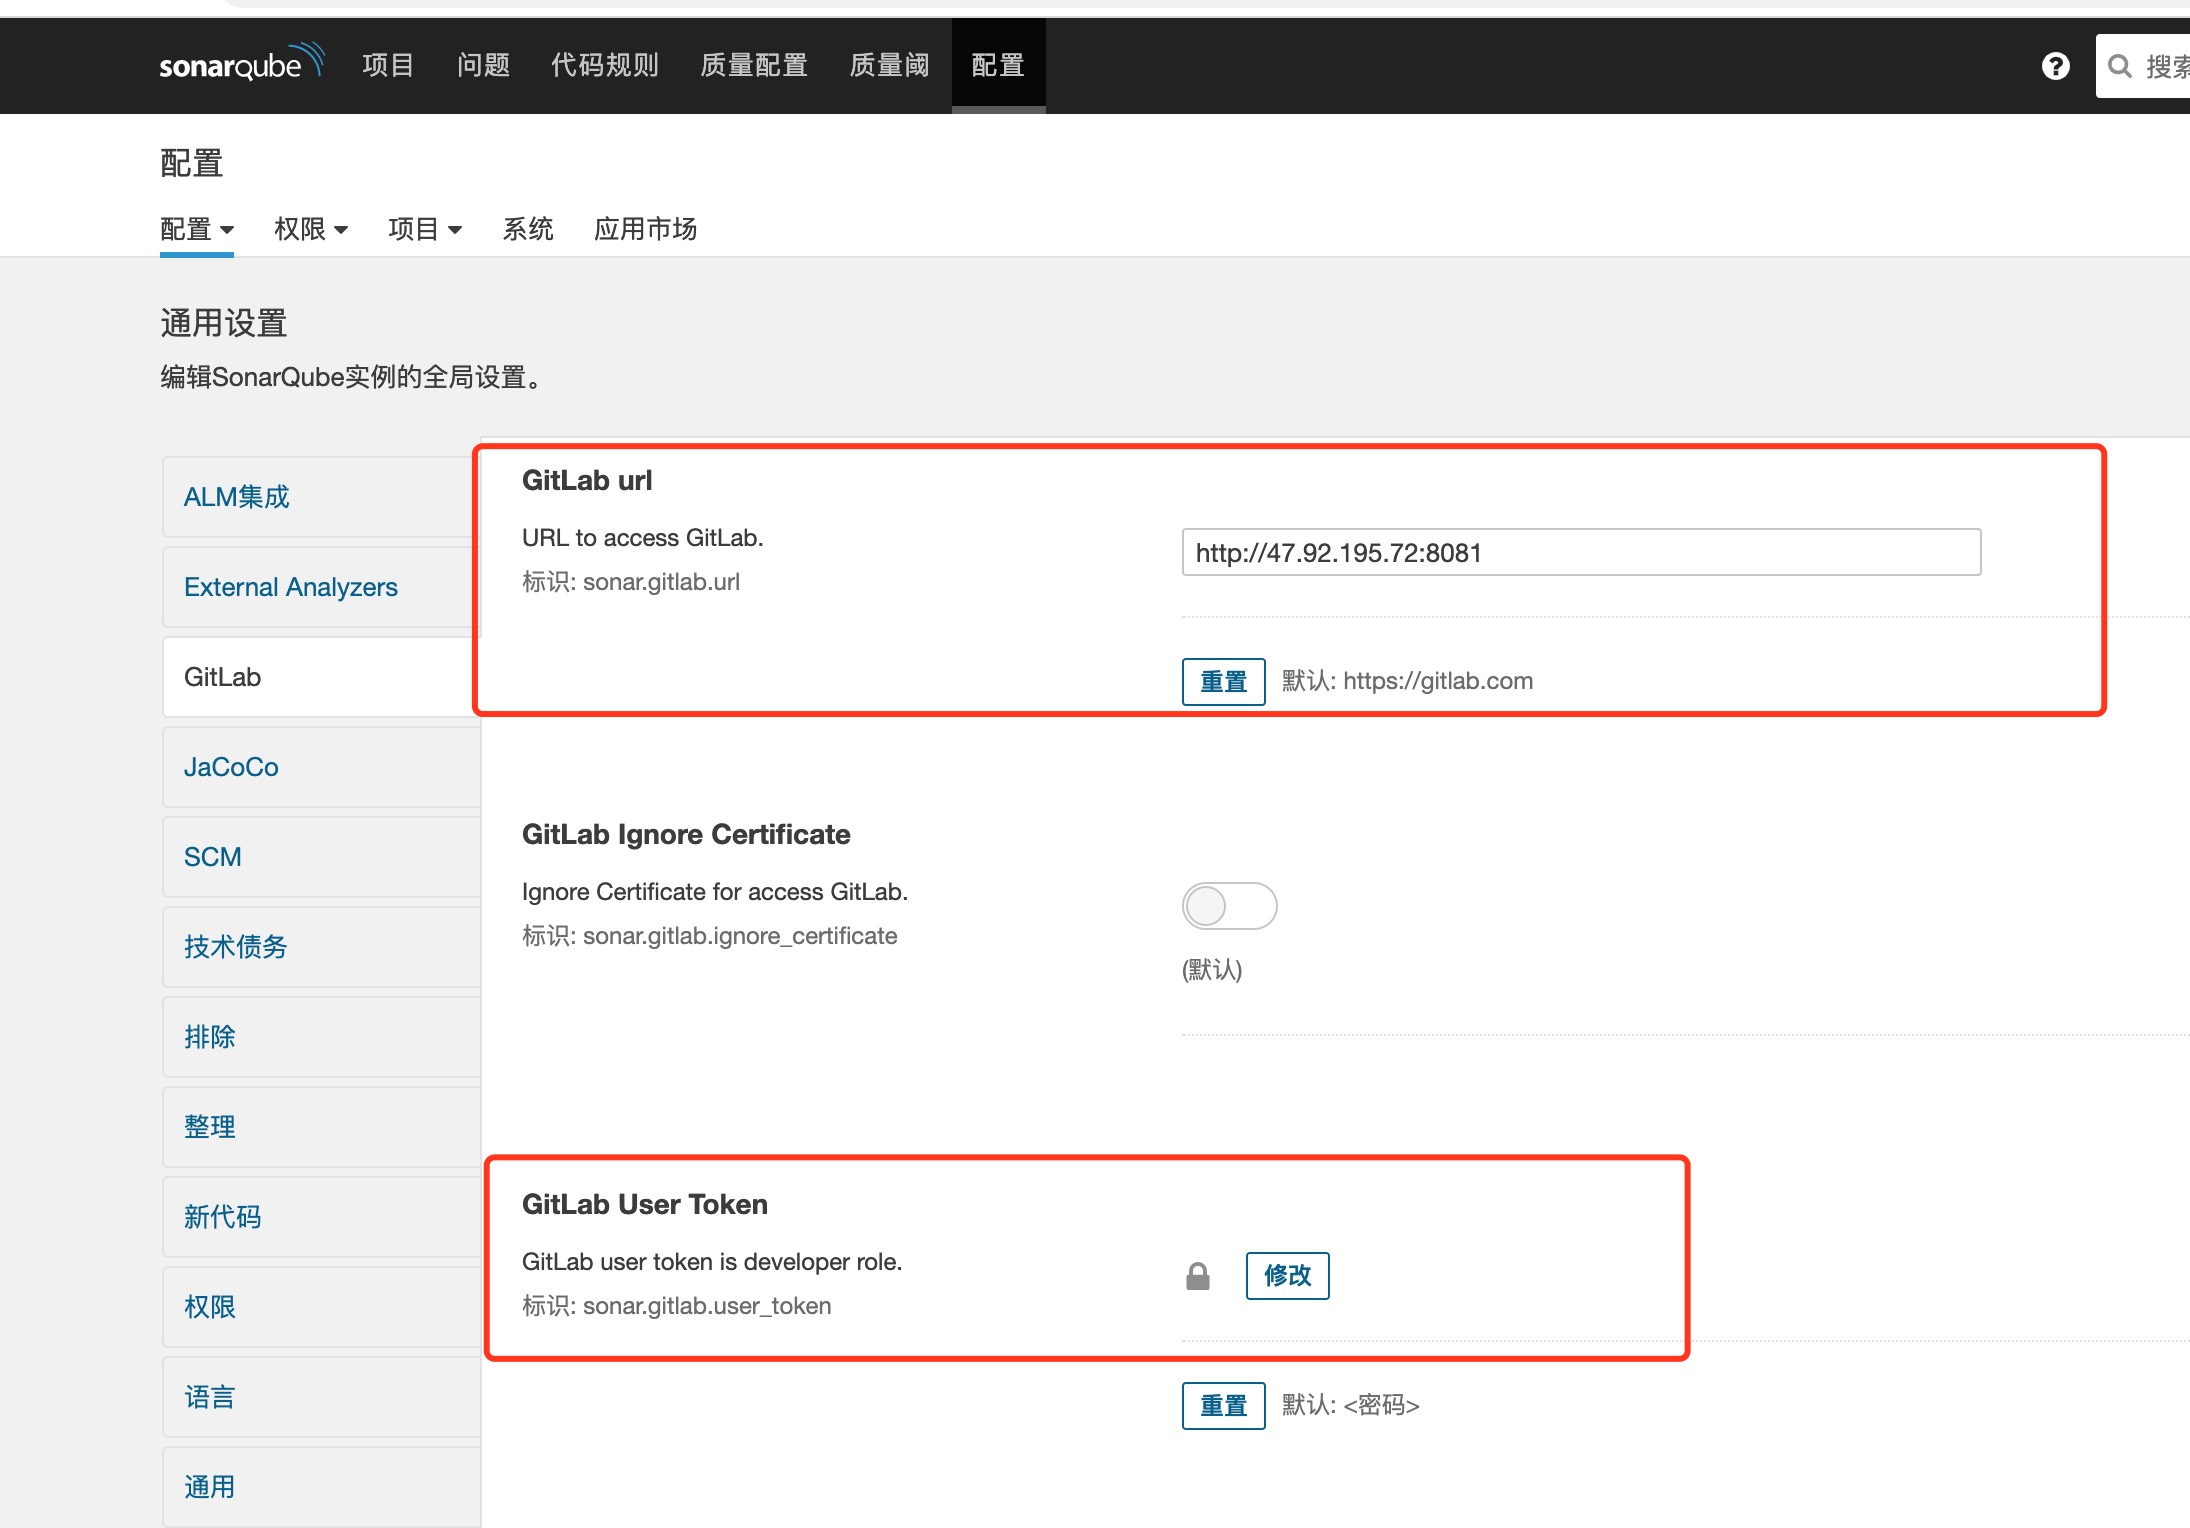 sonarqube 项目 问题 代码规则 质量配置 质量阈 配置 ? 搜索
配置
配置 权限 项目 系统 应用市场
通用设置
编辑SonarQube实例的全局设置。
ALM集成
External Analyzers
GitLab
JaCoCo
SCM
技术债务
排除
整理
新代码
权限
语言
通用
GitLab url
URL to access GitLab.
标识: sonar.gitlab.url
http://47.92.195.72:8081
重置 默认: https://gitlab.com
GitLab Ignore Certificate
Ignore Certificate for access GitLab.
标识: sonar.gitlab.ignore_certificate
(默认)
GitLab User Token
GitLab user token is developer role.
标识: sonar.gitlab.user_token
修改
重置 默认: <密码>